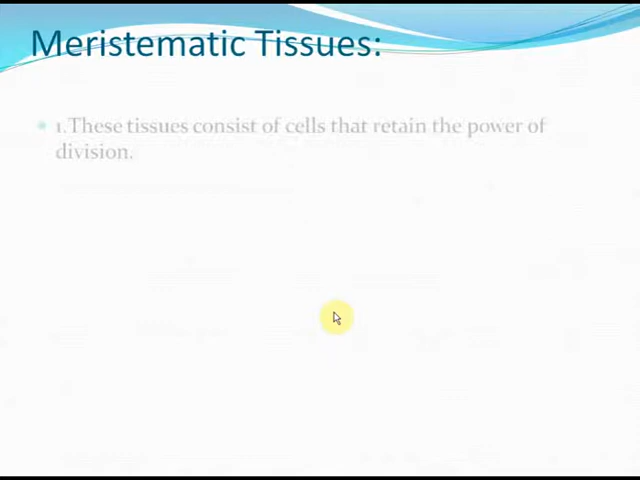 Meristematic Tissues:
1.These tissues consist of cells that retain the power of
division.